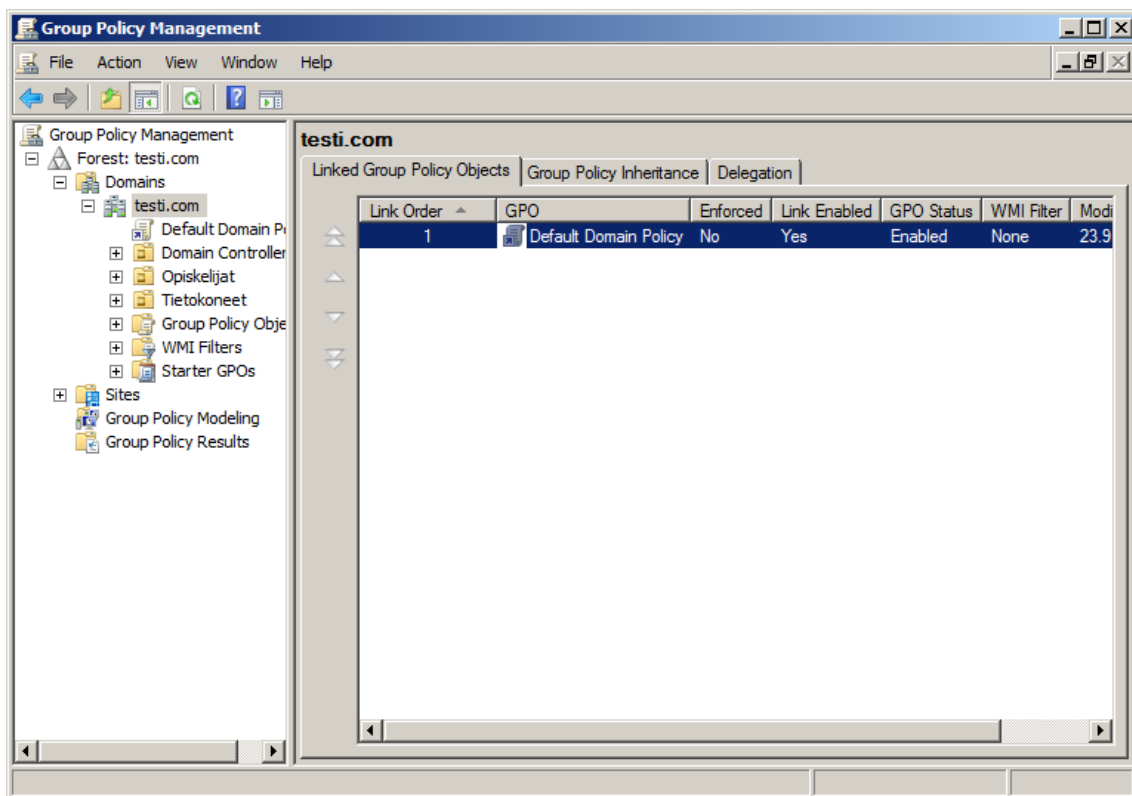 Group Policy Management
File Action View Window Help
Group Policy Management
Forest: testi.com
Domains
testi.com
Default Domain P
Domain Controller
Opiskelijat
Tietokoneet
Group Policy Obje
WMI Filters
Starter GPOs
Sites
Group Policy Modeling
Group Policy Results
testi.com
Linked Group Policy Objects Group Policy Inheritance Delegation
Link Order GPO Enforced Link Enabled GPO Status WMI Filter Modi
1 Default Domain Policy No Yes Enabled None 23.9